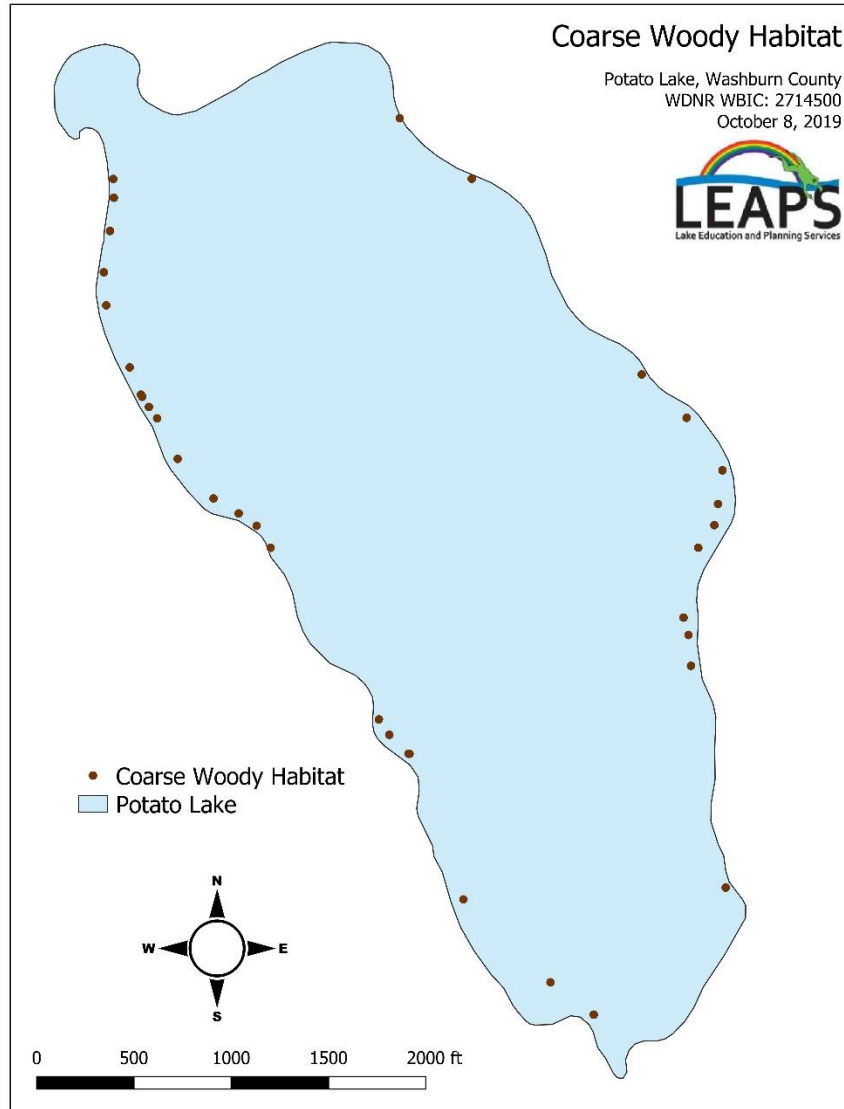 Coarse Woody Habitat
Potato Lake, Washburn County
WDNR WBIC: 2714500
October 8, 2019
LEAPS
Lake Education and Planning Services
Coarse Woody Habitat
Potato Lake
N
W E
S
0 500 1000 1500 2000 ft